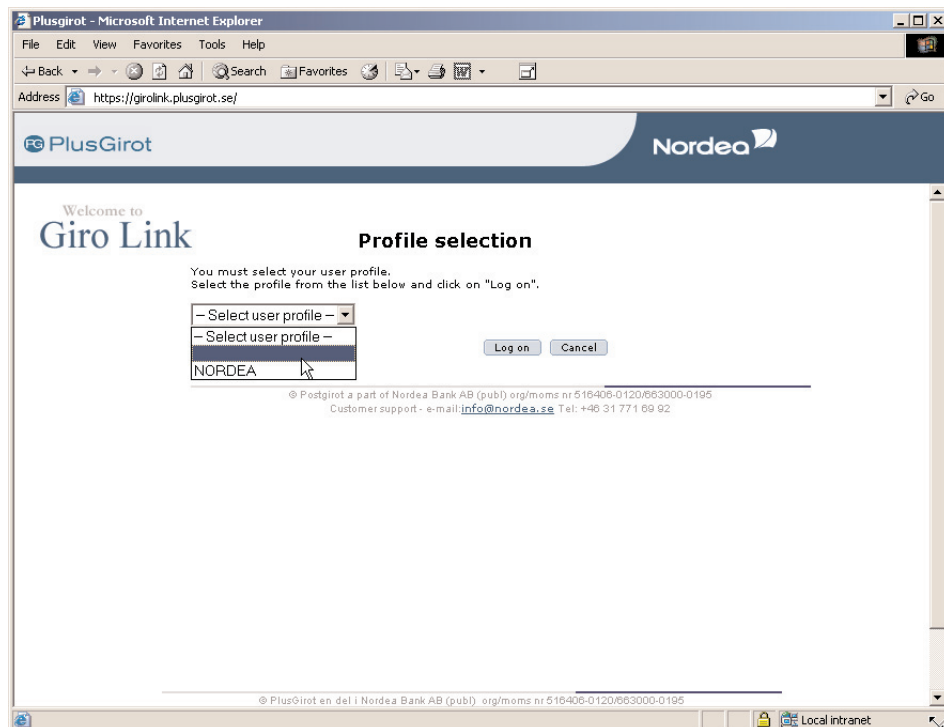 Plusgirot - Microsoft Internet Explorer
File Edit View Favorites Tools Help
Back Search Favorites
Address https://girolink.plusgirot.se/ Go
PG PlusGirot Nordea
Welcome to
Giro Link
Profile selection
You must select your user profile.
Select the profile from the list below and click on "Log on".
– Select user profile –
– Select user profile –
NORDEA
Log on Cancel
© Postgirot a part of Nordea Bank AB (publ) org/moms nr 516406-0120/663000-0195
Customer support - e-mail:info@nordea.se Tel: +46 31 771 69 92
© PlusGirot en del i Nordea Bank AB (publ) org/moms nr 516406-0120/663000-0195
Local intranet